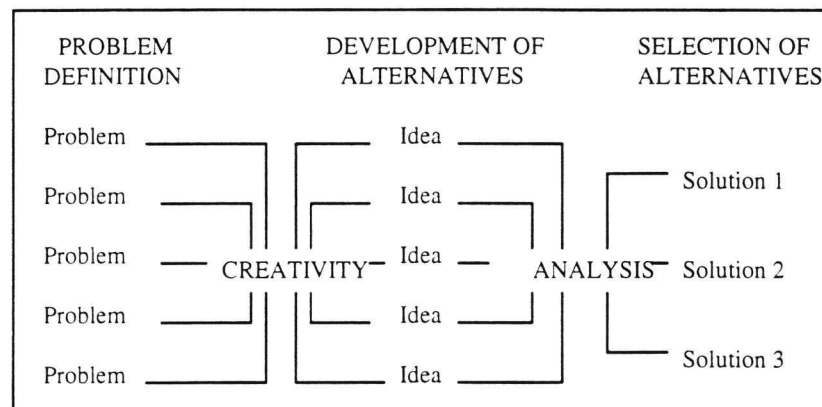 PROBLEM DEVELOPMENT OF SELECTION OF
DEFINITION ALTERNATIVES ALTERNATIVES
Problem Idea
Solution 1
Problem Idea
Problem CREATIVITY Idea ANALYSIS Solution 2
Problem Idea
Solution 3
Problem Idea